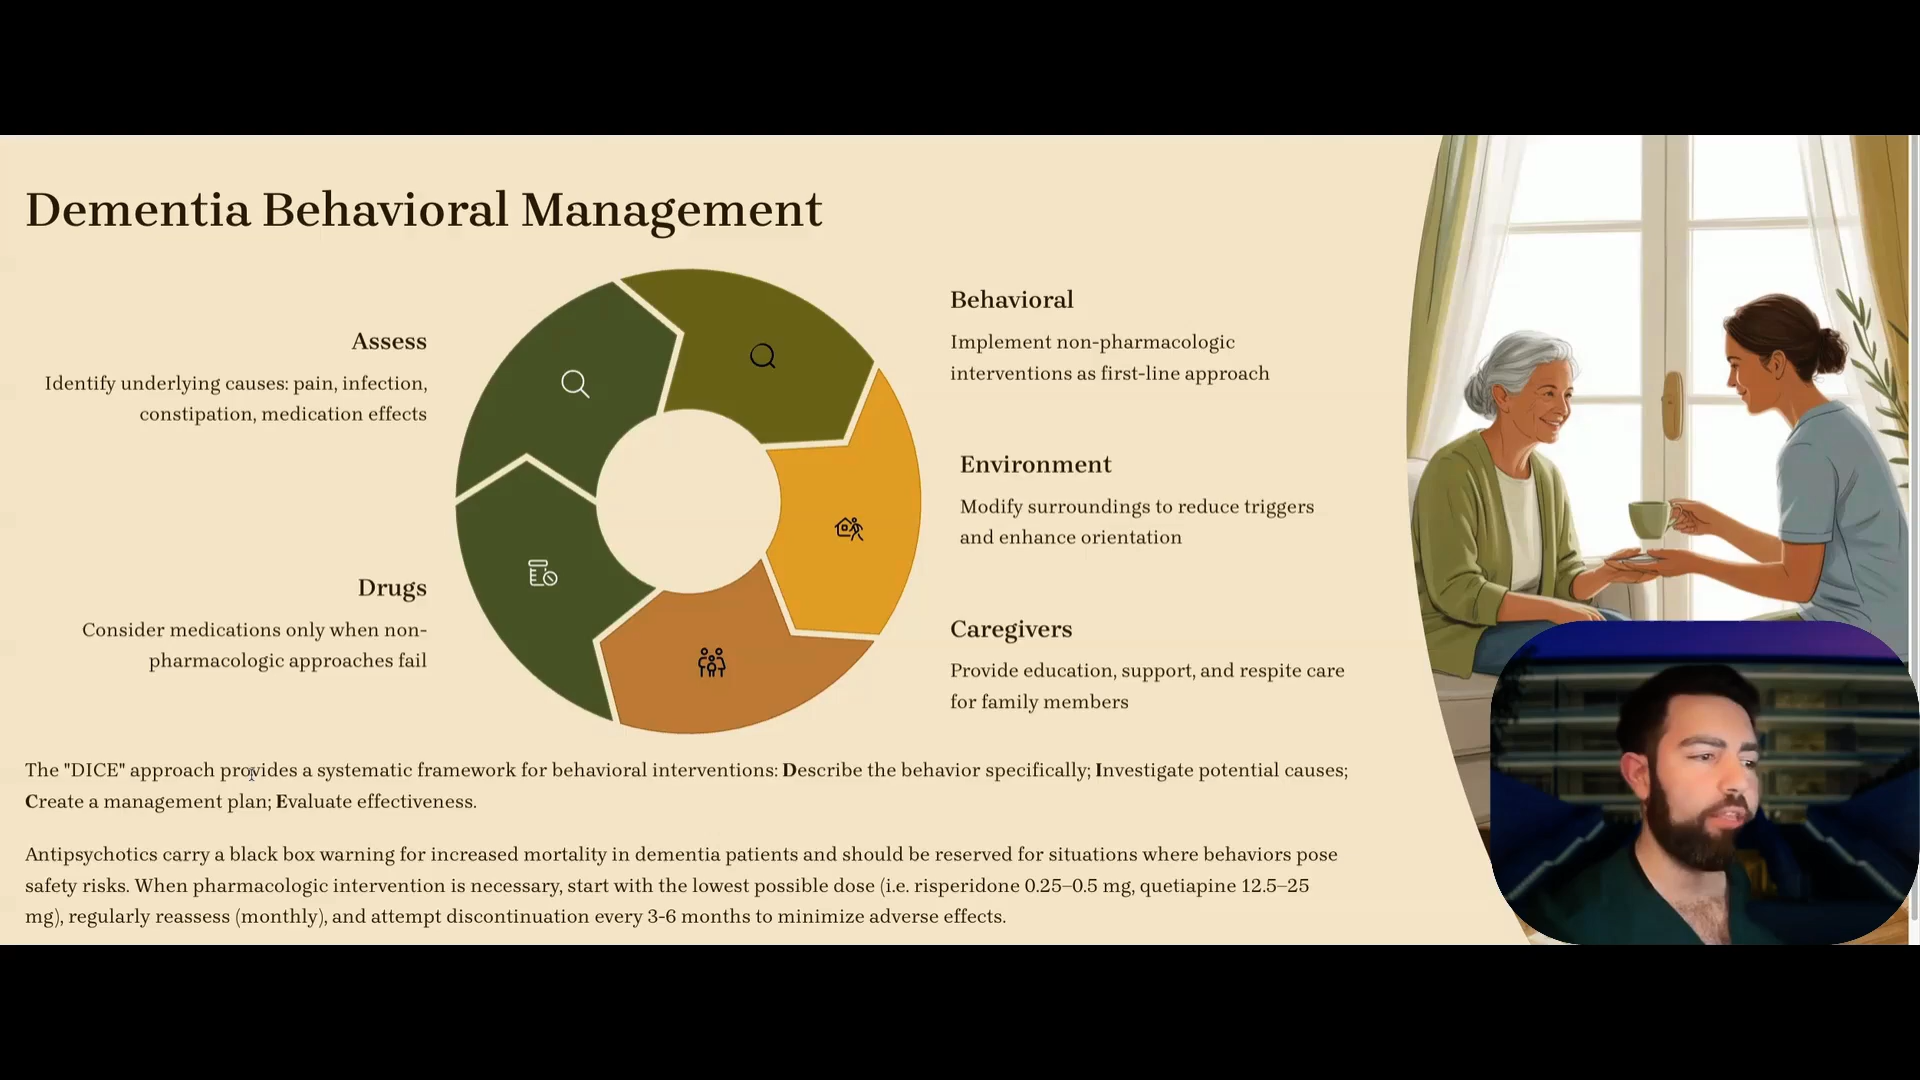 Dementia Behavioral Management
Assess
Identify underlying causes: pain, infection,
constipation, medication effects
Drugs
Consider medications only when non-
pharmacologic approaches fail
Behavioral
Implement non-pharmacologic
interventions as first-line approach
Environment
Modify surroundings to reduce triggers
and enhance orientation
Caregivers
Provide education, support, and respite care
for family members
The "DICE" approach provides a systematic framework for behavioral interventions: Describe the behavior specifically; Investigate potential causes;
Create a management plan; Evaluate effectiveness.
Antipsychotics carry a black box warning for increased mortality in dementia patients and should be reserved for situations where behaviors pose
safety risks. When pharmacologic intervention is necessary, start with the lowest possible dose (i.e. risperidone 0.25–0.5 mg, quetiapine 12.5–25
mg), regularly reassess (monthly), and attempt discontinuation every 3-6 months to minimize adverse effects.